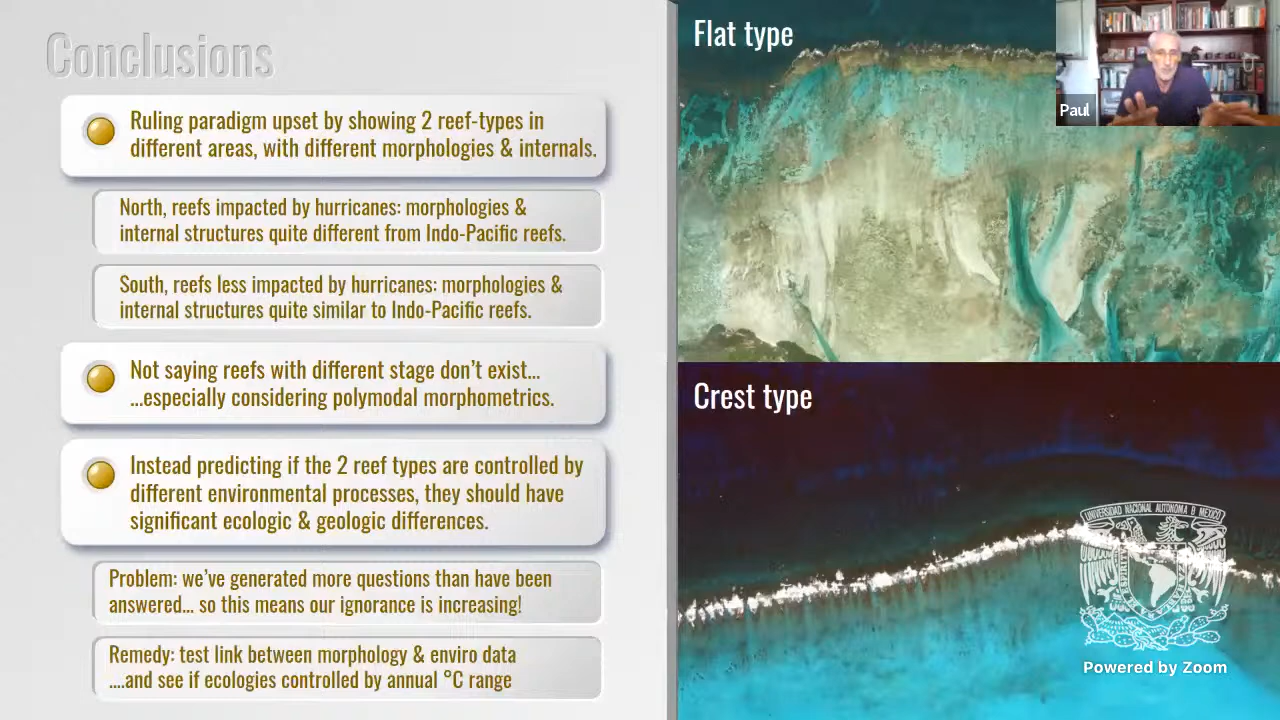 Conclusions
Ruling paradigm upset by showing 2 reef-types in
different areas, with different morphologies & internals.
North, reefs impacted by hurricanes: morphologies &
internal structures quite different from Indo-Pacific reefs.
South, reefs less impacted by hurricanes: morphologies &
internal structures quite similar to Indo-Pacific reefs.
Not saying reefs with different stage don't exist...
...especially considering polymodal morphometrics.
Instead predicting if the 2 reef types are controlled by
different environmental processes, they should have
significant ecologic & geologic differences.
Problem: we've generated more questions than have been
answered... so this means our ignorance is increasing!
Remedy: test link between morphology & enviro data
....and see if ecologies controlled by annual °C range
Flat type
Paul
Crest type
UNIVERSIDAD NACIONAL AUTONOMA
Powered by Zoom